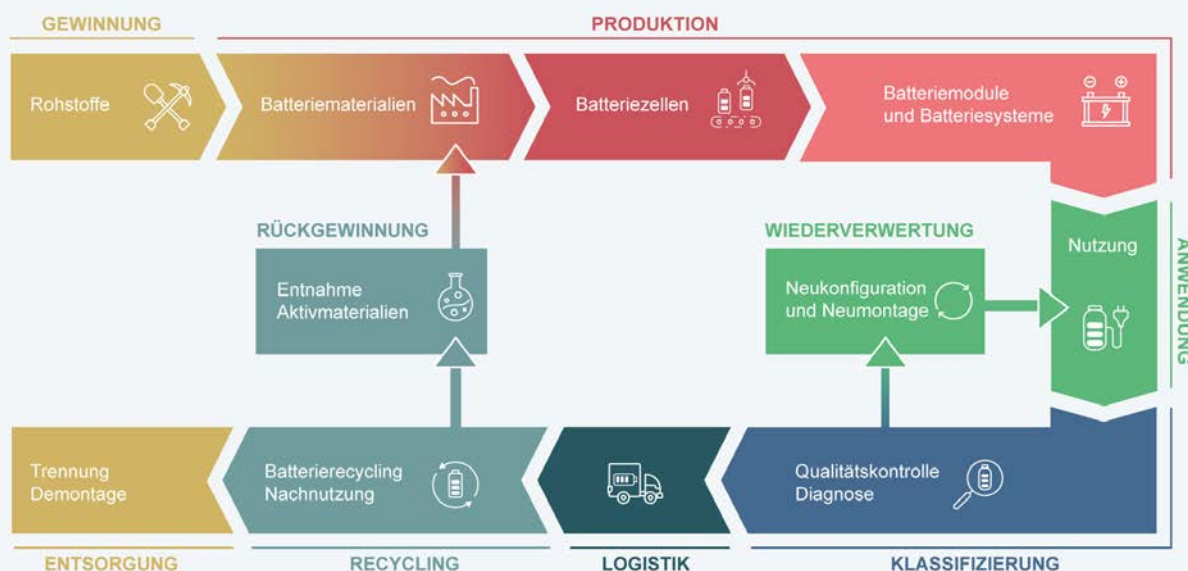 GEWINNUNG
PRODUKTION
Rohstoffe
Batteriematerialien
Batteriezellen
Batteriemodule
und Batteriesysteme
RÜCKGEWINNUNG
Entnahme
Aktivmaterialien
WIEDERVERWERTUNG
Neukonfiguration
und Neumontage
Nutzung
ANWENDUNG
Trennung
Demontage
Batterierecycling
Nachnutzung
Qualitätskontrolle
Diagnose
ENTSORGUNG
RECYCLING
LOGISTIK
KLASSIFIZIERUNG